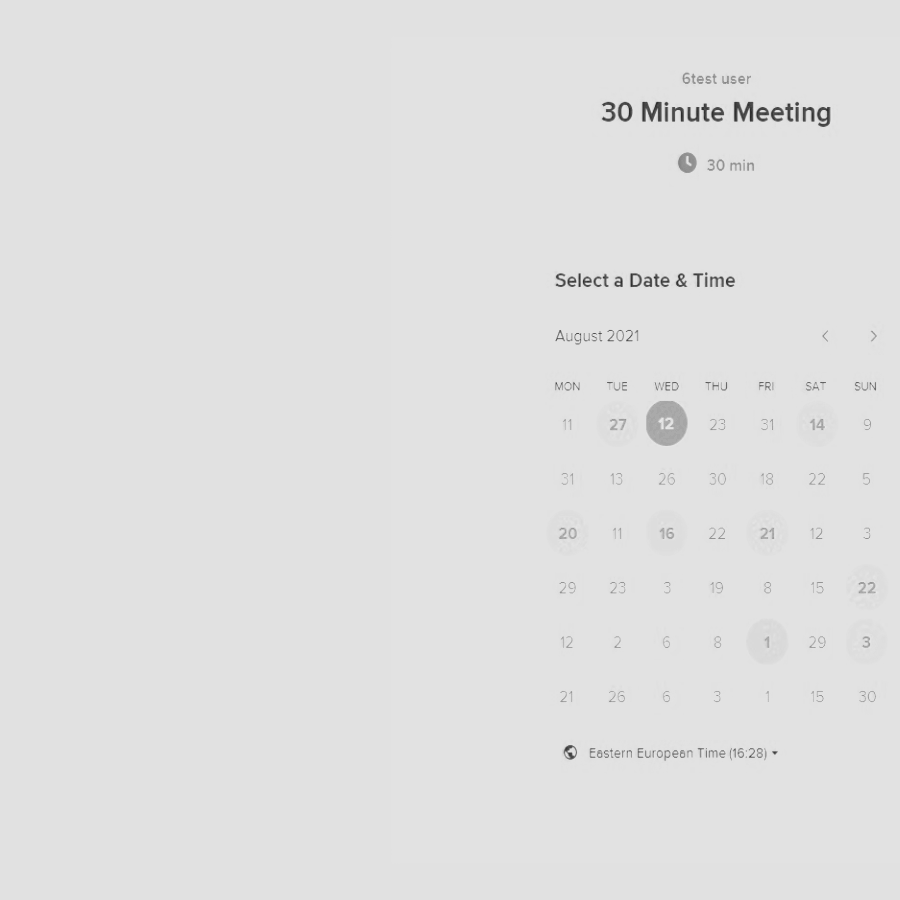 6test user
30 Minute Meeting
30 min
Select a Date & Time
August 2021
MON TUE WED THU FRI SAT SUN
11 27 12 23 31 14 9
31 13 26 30 18 22 5
20 11 16 22 21 12 3
29 23 3 19 8 15 22
12 2 6 8 1 29 3
21 26 6 3 1 15 30
Eastern European Time (16:28)